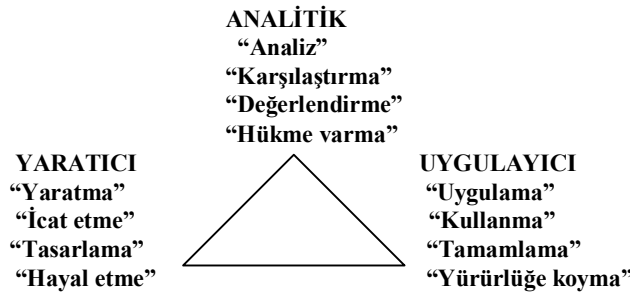 ANALİTİK
“Analiz”
“Karşılaştırma”
“Değerlendirme”
“Hükme varma”
YARATICI
“Yaratma”
“İcat etme”
“Tasarlama”
“Hayal etme”
UYGULAYICI
“Uygulama”
“Kullanma”
“Tamamlama”
“Yürürlüğe koyma”